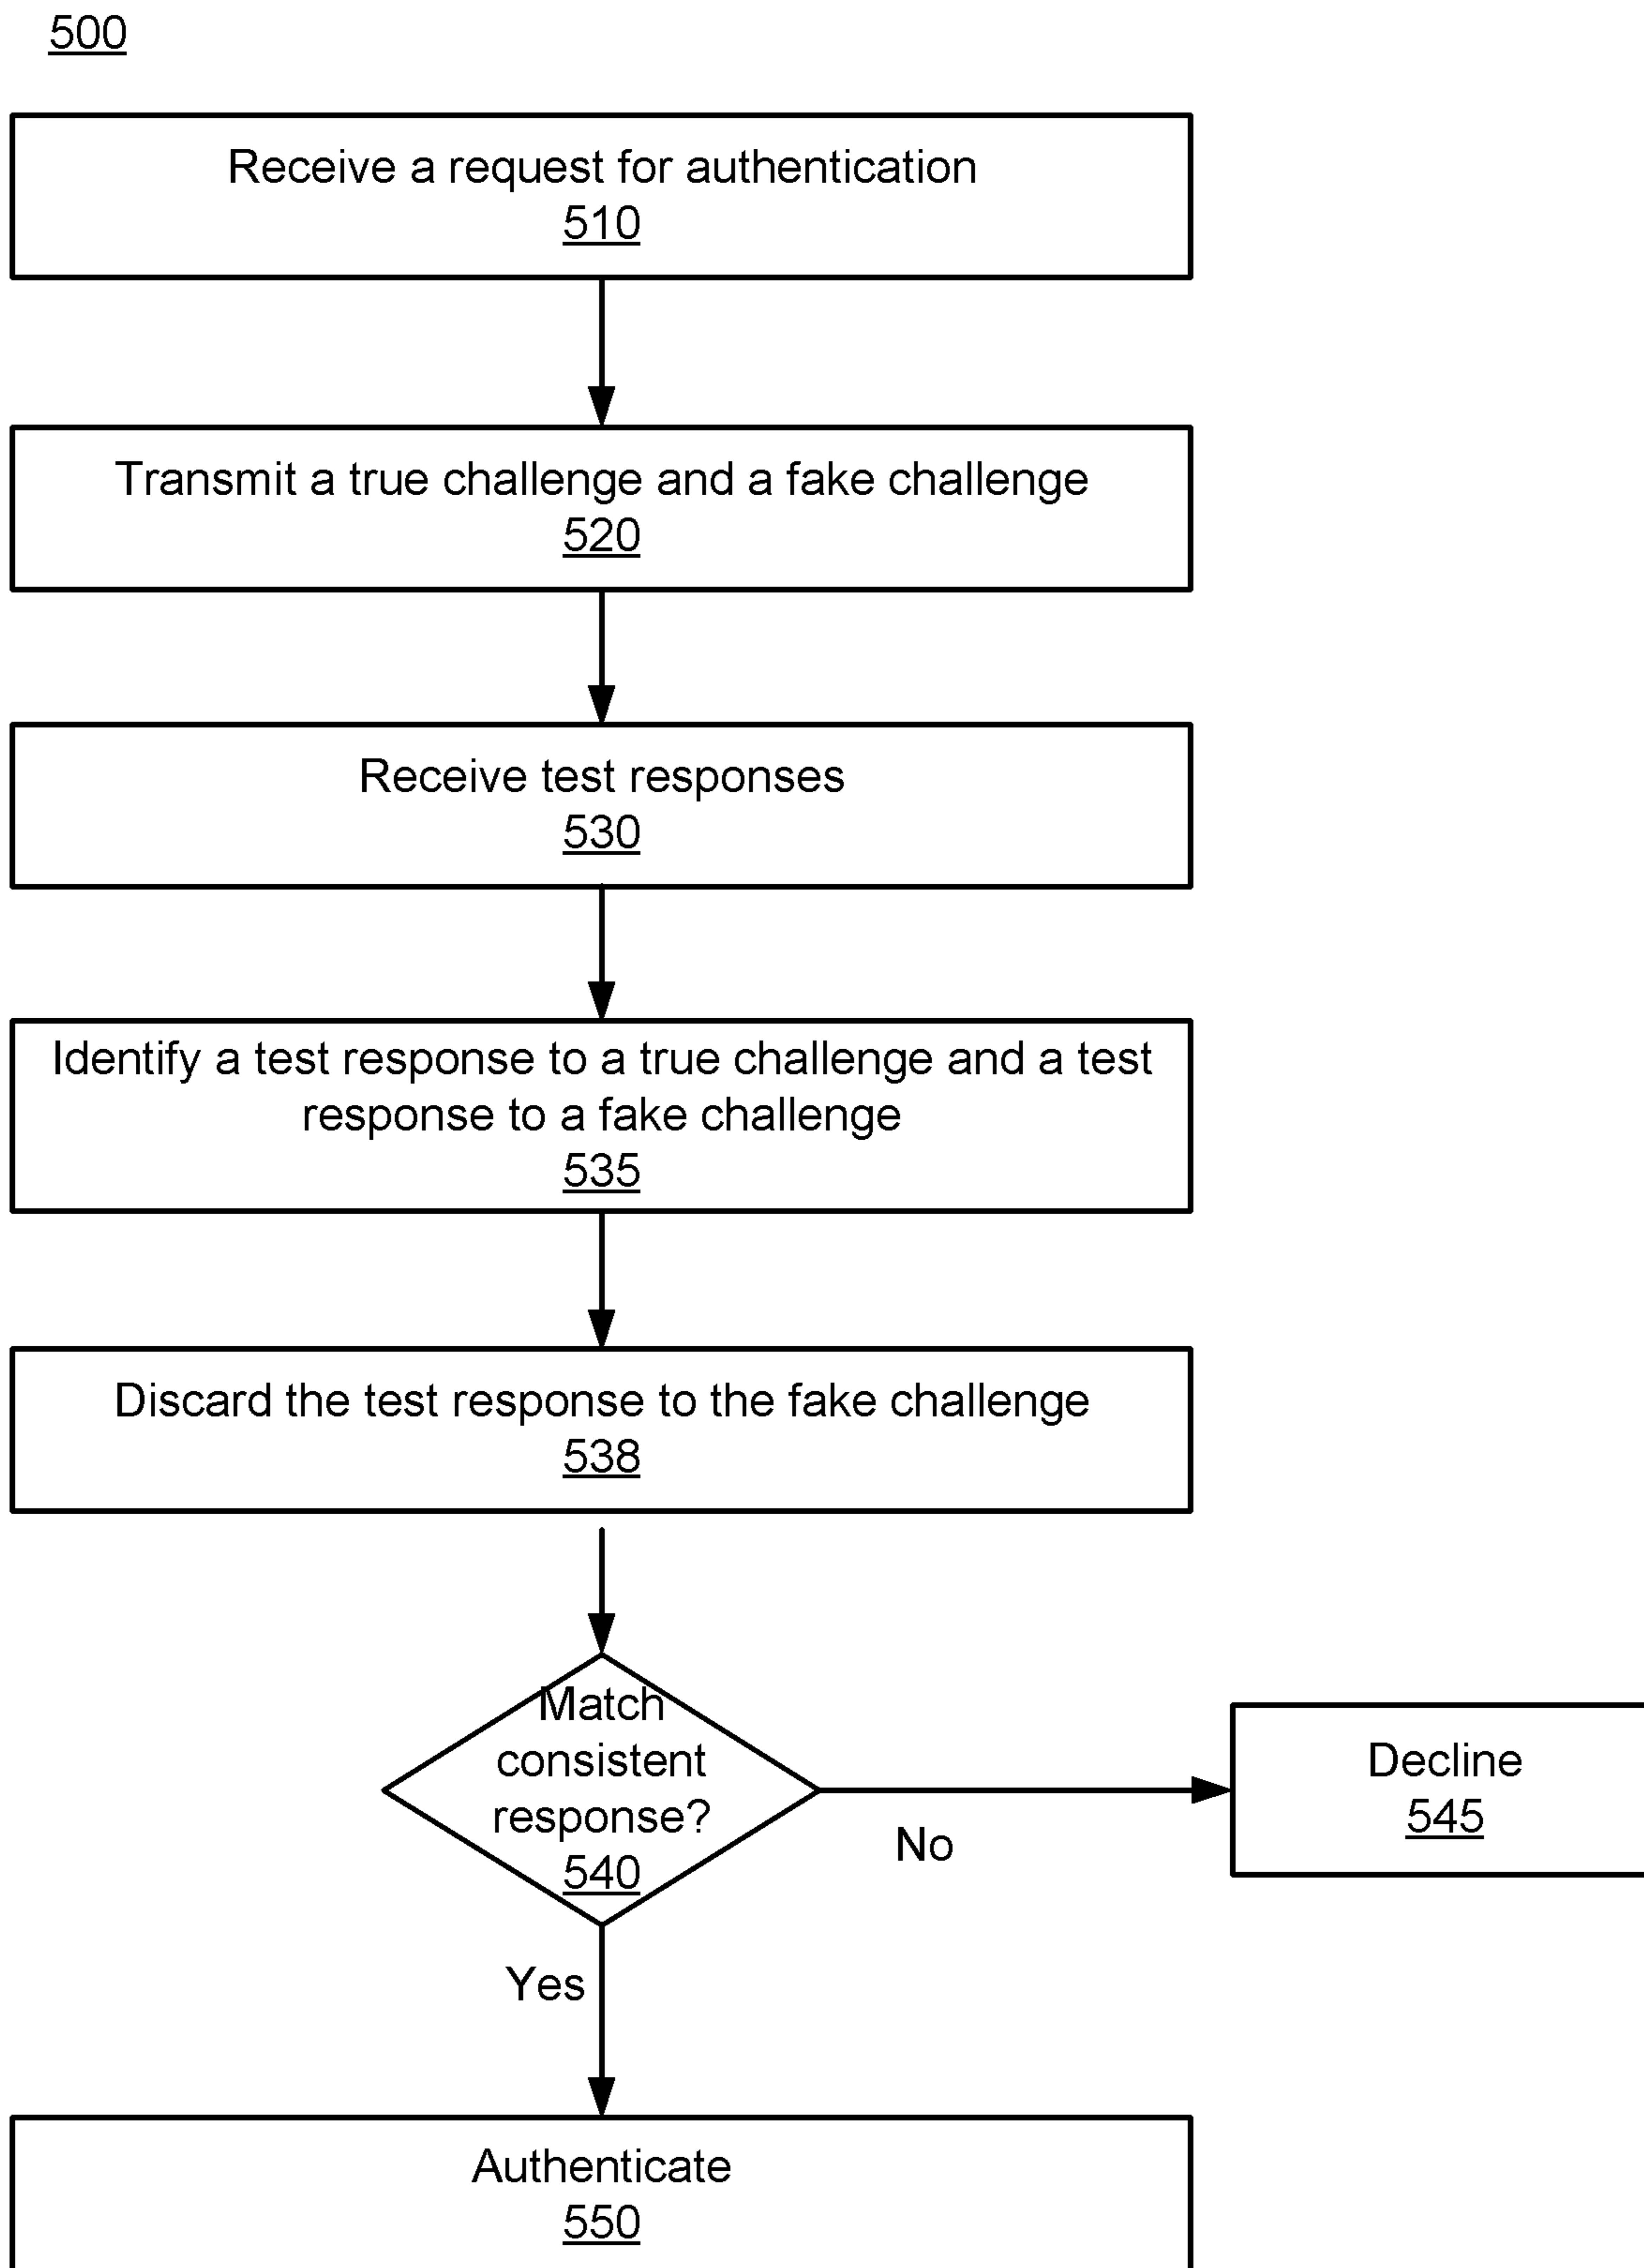 500
Receive a request for authentication
510
Transmit a true challenge and a fake challenge
520
Receive test responses
530
Identify a test response to a true challenge and a test
response to a fake challenge
535
Discard the test response to the fake challenge
538
Match
consistent
response?
540
Decline
545
No
Yes
Authenticate
550